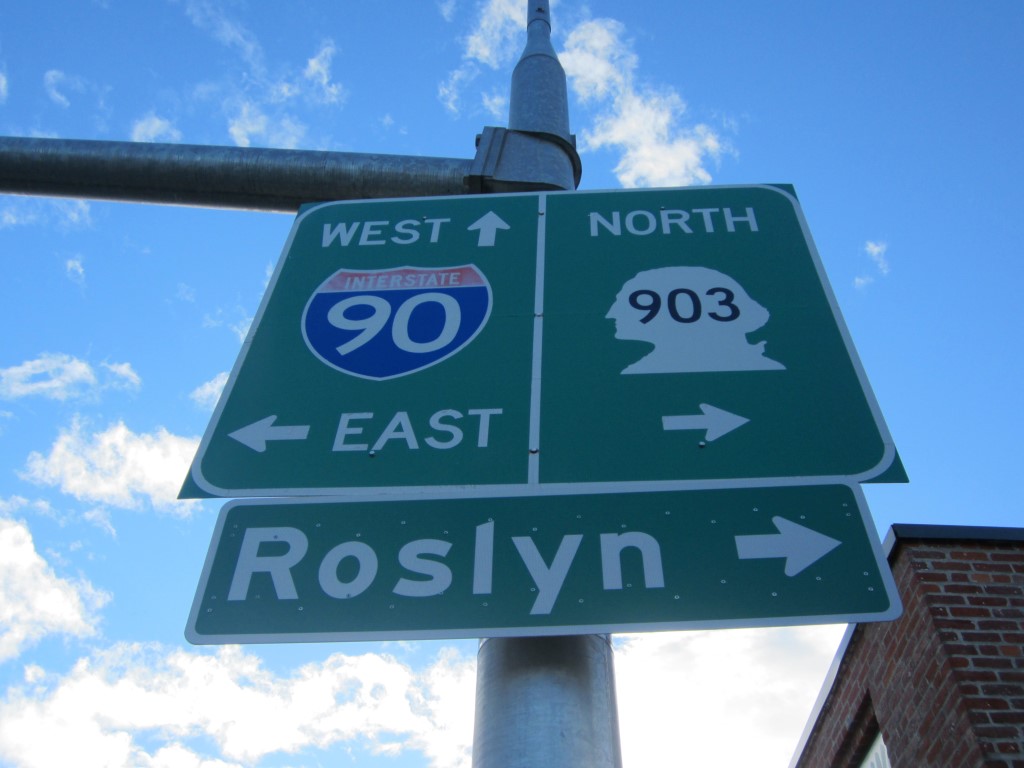 WEST
INTERSTATE
90
EAST
NORTH
903
Roslyn